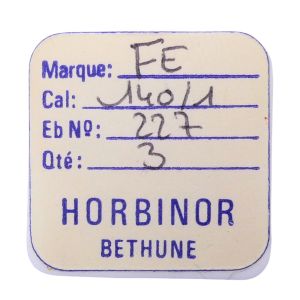 Marque: FE
Cal: 140/1
Eb Nº: 227
Qté: 3
HORBINOR
BETHUNE